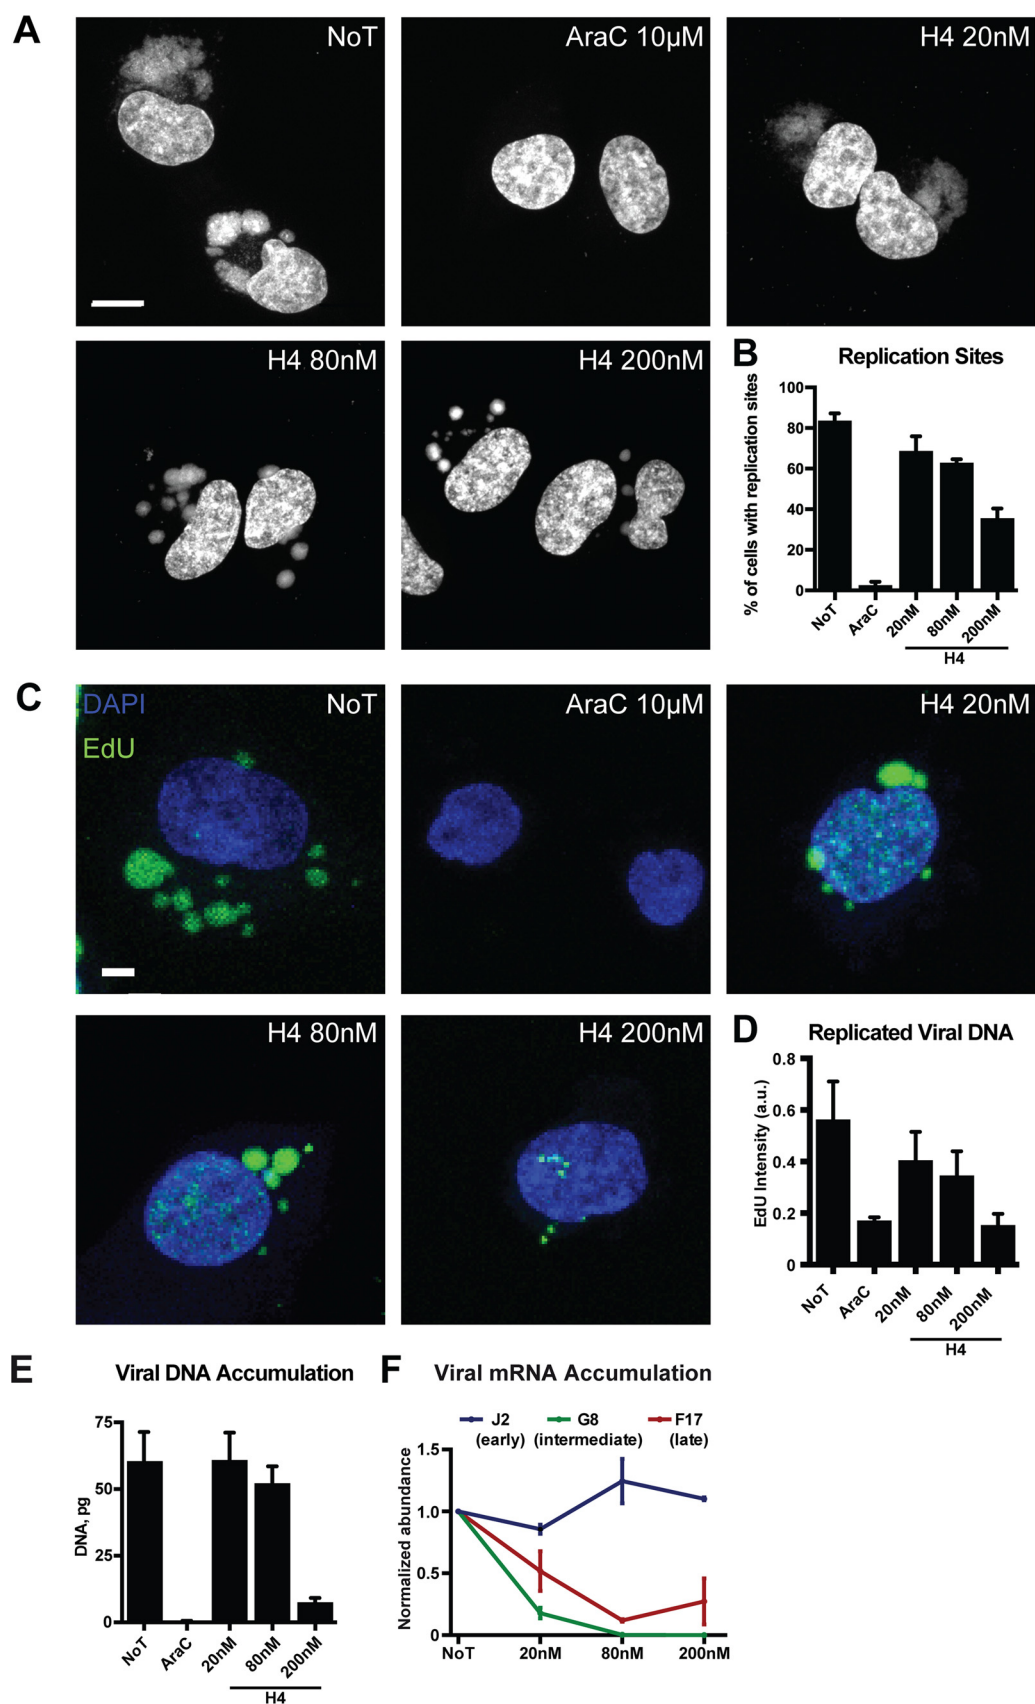 A
NoT
AraC 10µM
H4 20nM
H4 80nM
H4 200nM
B
Replication Sites
% of cells with replication sites
100
80
60
40
20
0
NoT
AraC
20nM
80nM
200nM
H4
C
DAPI
EdU
NoT
AraC 10µM
H4 20nM
H4 80nM
H4 200nM
D
Replicated Viral DNA
EdU Intensity (a.u.)
0.8
0.6
0.4
0.2
0
NoT
AraC
20nM
80nM
200nM
H4
E
Viral DNA Accumulation
DNA, pg
75
50
25
0
NoT
AraC
20nM
80nM
200nM
H4
F
Viral mRNA Accumulation
J2 G8 F17
(early) (intermediate) (late)
Normalized abundance
1.5
1.0
0.5
0
NoT 20nM 80nM 200nM